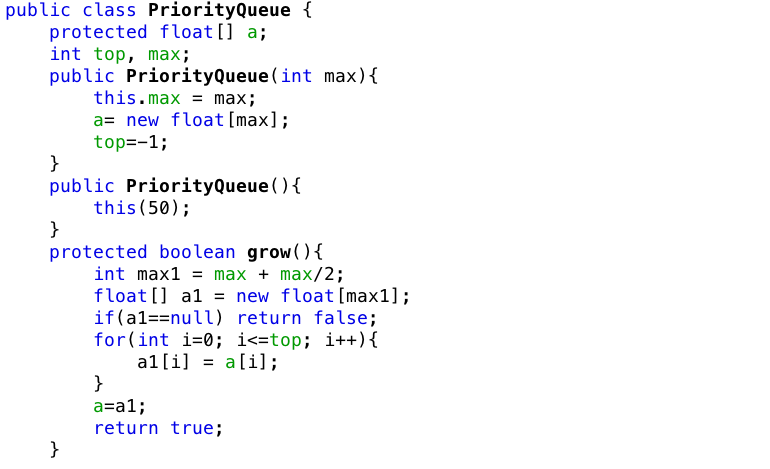 public class PriorityQueue {
    protected float[] a;
    int top, max;
    public PriorityQueue(int max){
        this.max = max;
        a= new float[max];
        top=-1;
    }
    public PriorityQueue(){
        this(50);
    }
    protected boolean grow(){
        int max1 = max + max/2;
        float[] a1 = new float[max1];
        if(a1==null) return false;
        for(int i=0; i<=top; i++){
            a1[i] = a[i];
        }
        a=a1;
        return true;
    }